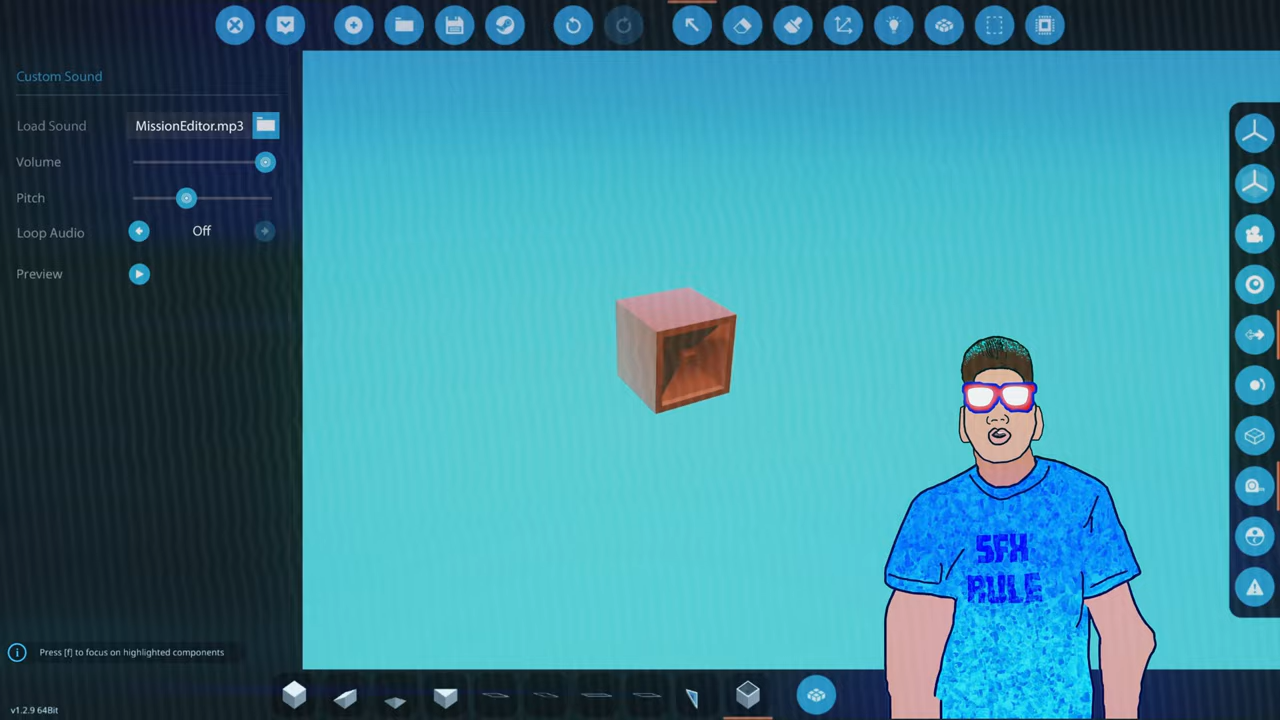 Custom Sound
Load Sound MissionEditor.mp3
Volume
Pitch
Loop Audio Off
Preview
SFX
RULE
Press [f] to focus on highlighted components
v1.2.9 64Bit